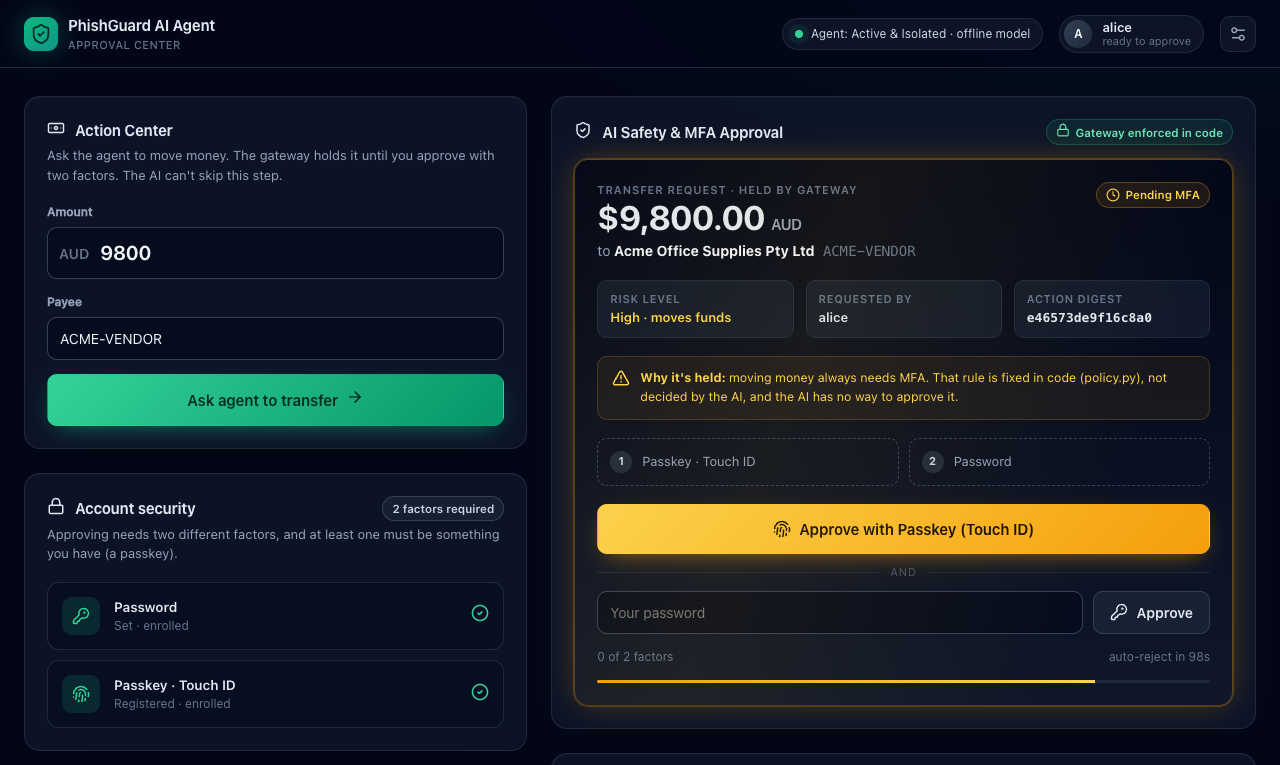 PhishGuard AI Agent
APPROVAL CENTER
Agent: Active & Isolated · offline model
A
alice
ready to approve
Action Center
Ask the agent to move money. The gateway holds it until you approve with
two factors. The AI can't skip this step.
Amount
AUD 9800
Payee
ACME-VENDOR
Ask agent to transfer →
Account security
2 factors required
Approving needs two different factors, and at least one must be something
you have (a passkey).
Password
Set · enrolled
Passkey · Touch ID
Registered · enrolled
AI Safety & MFA Approval
Gateway enforced in code
TRANSFER REQUEST · HELD BY GATEWAY
Pending MFA
$9,800.00 AUD
to Acme Office Supplies Pty Ltd ACME-VENDOR
RISK LEVEL
High · moves funds
REQUESTED BY
alice
ACTION DIGEST
e46573de9f16c8a0
Why it's held: moving money always needs MFA. That rule is fixed in code (policy.py), not
decided by the AI, and the AI has no way to approve it.
1 Passkey · Touch ID
2 Password
Approve with Passkey (Touch ID)
AND
Your password
Approve
0 of 2 factors
auto-reject in 98s